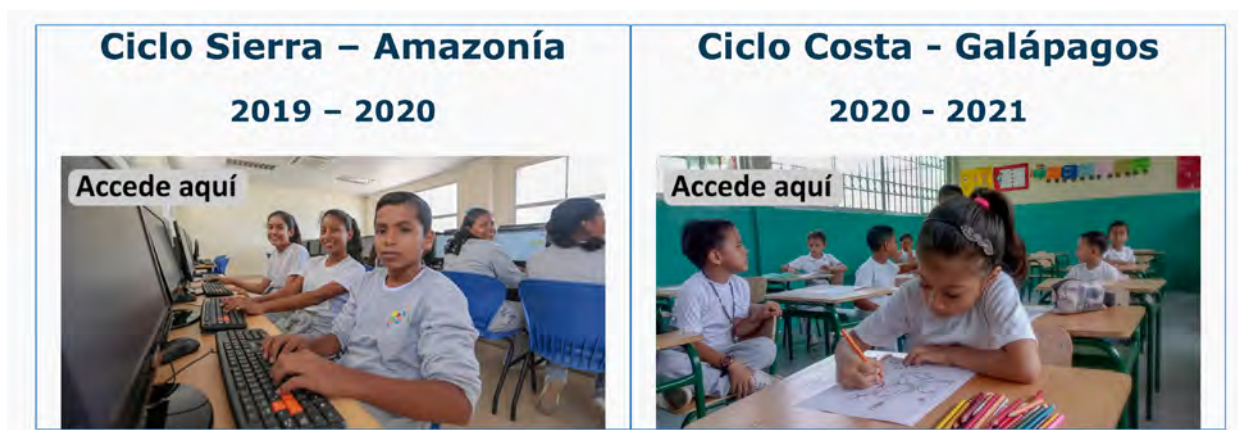 Ciclo Sierra – Amazonía
2019 – 2020
Accede aquí
Ciclo Costa - Galápagos
2020 - 2021
Accede aquí